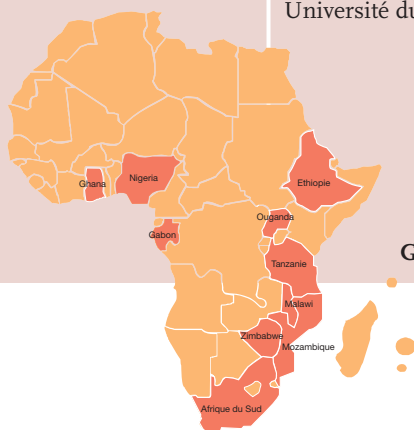 Université du
Ghana
Nigeria
Ethiopie
Ouganda
Gabon
G
Tanzanie
Malawi
Zimbabwe
Mozambique
Afrique du Sud